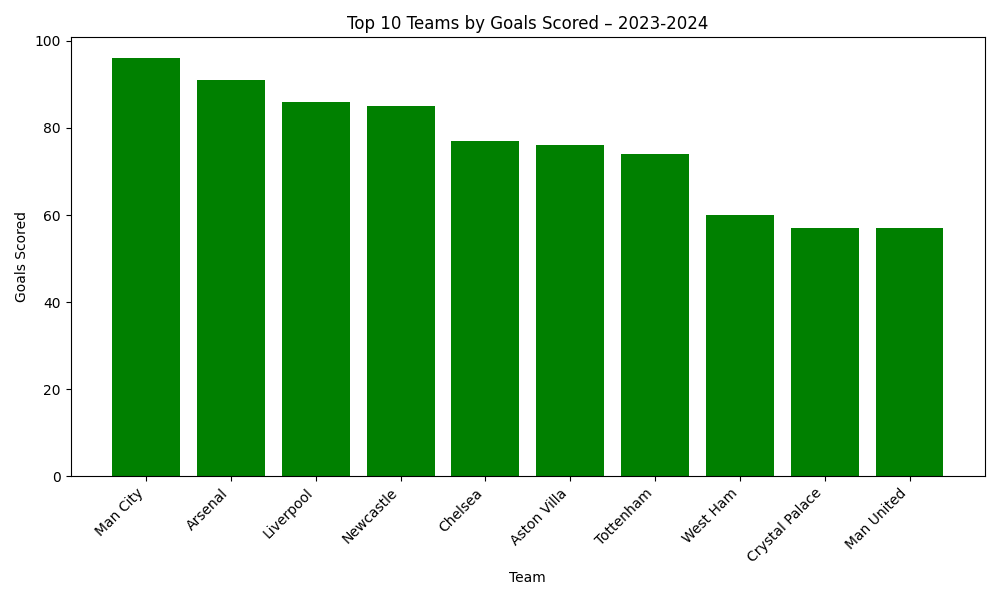 Top 10 Teams by Goals Scored – 2023-2024
100
80
60
40
20
0
Goals Scored
Man City
Arsenal
Liverpool
Newcastle
Chelsea
Aston Villa
Tottenham
West Ham
Crystal Palace
Man United
Team